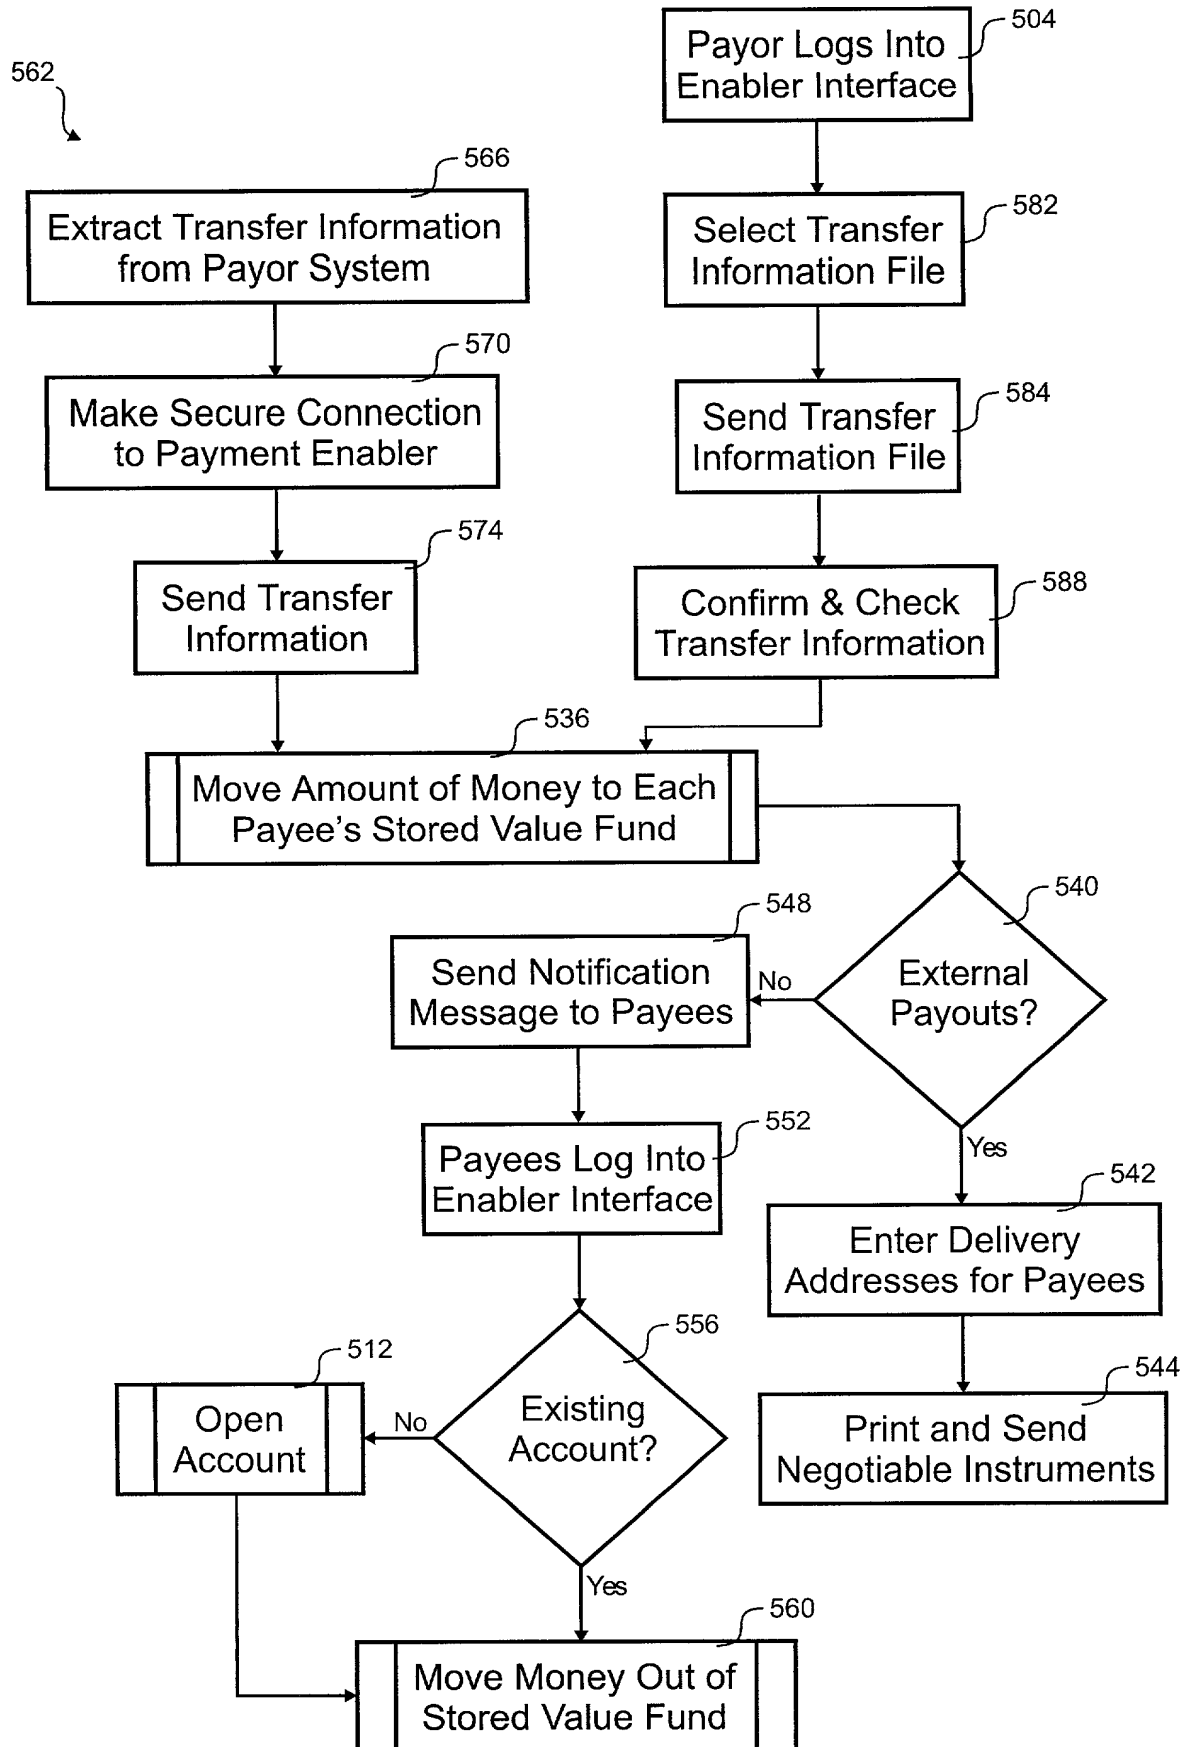 504
Payor Logs Into
Enabler Interface
562
566
Extract Transfer Information
from Payor System
582
Select Transfer
Information File
570
Make Secure Connection
to Payment Enabler
584
Send Transfer
Information File
574
Send Transfer
Information
588
Confirm & Check
Transfer Information
536
Move Amount of Money to Each
Payee's Stored Value Fund
540
External
Payouts?
548
Send Notification
Message to Payees
No
Yes
552
Payees Log Into
Enabler Interface
542
Enter Delivery
Addresses for Payees
556
Existing
Account?
512
Open
Account
No
544
Print and Send
Negotiable Instruments
Yes
560
Move Money Out of
Stored Value Fund